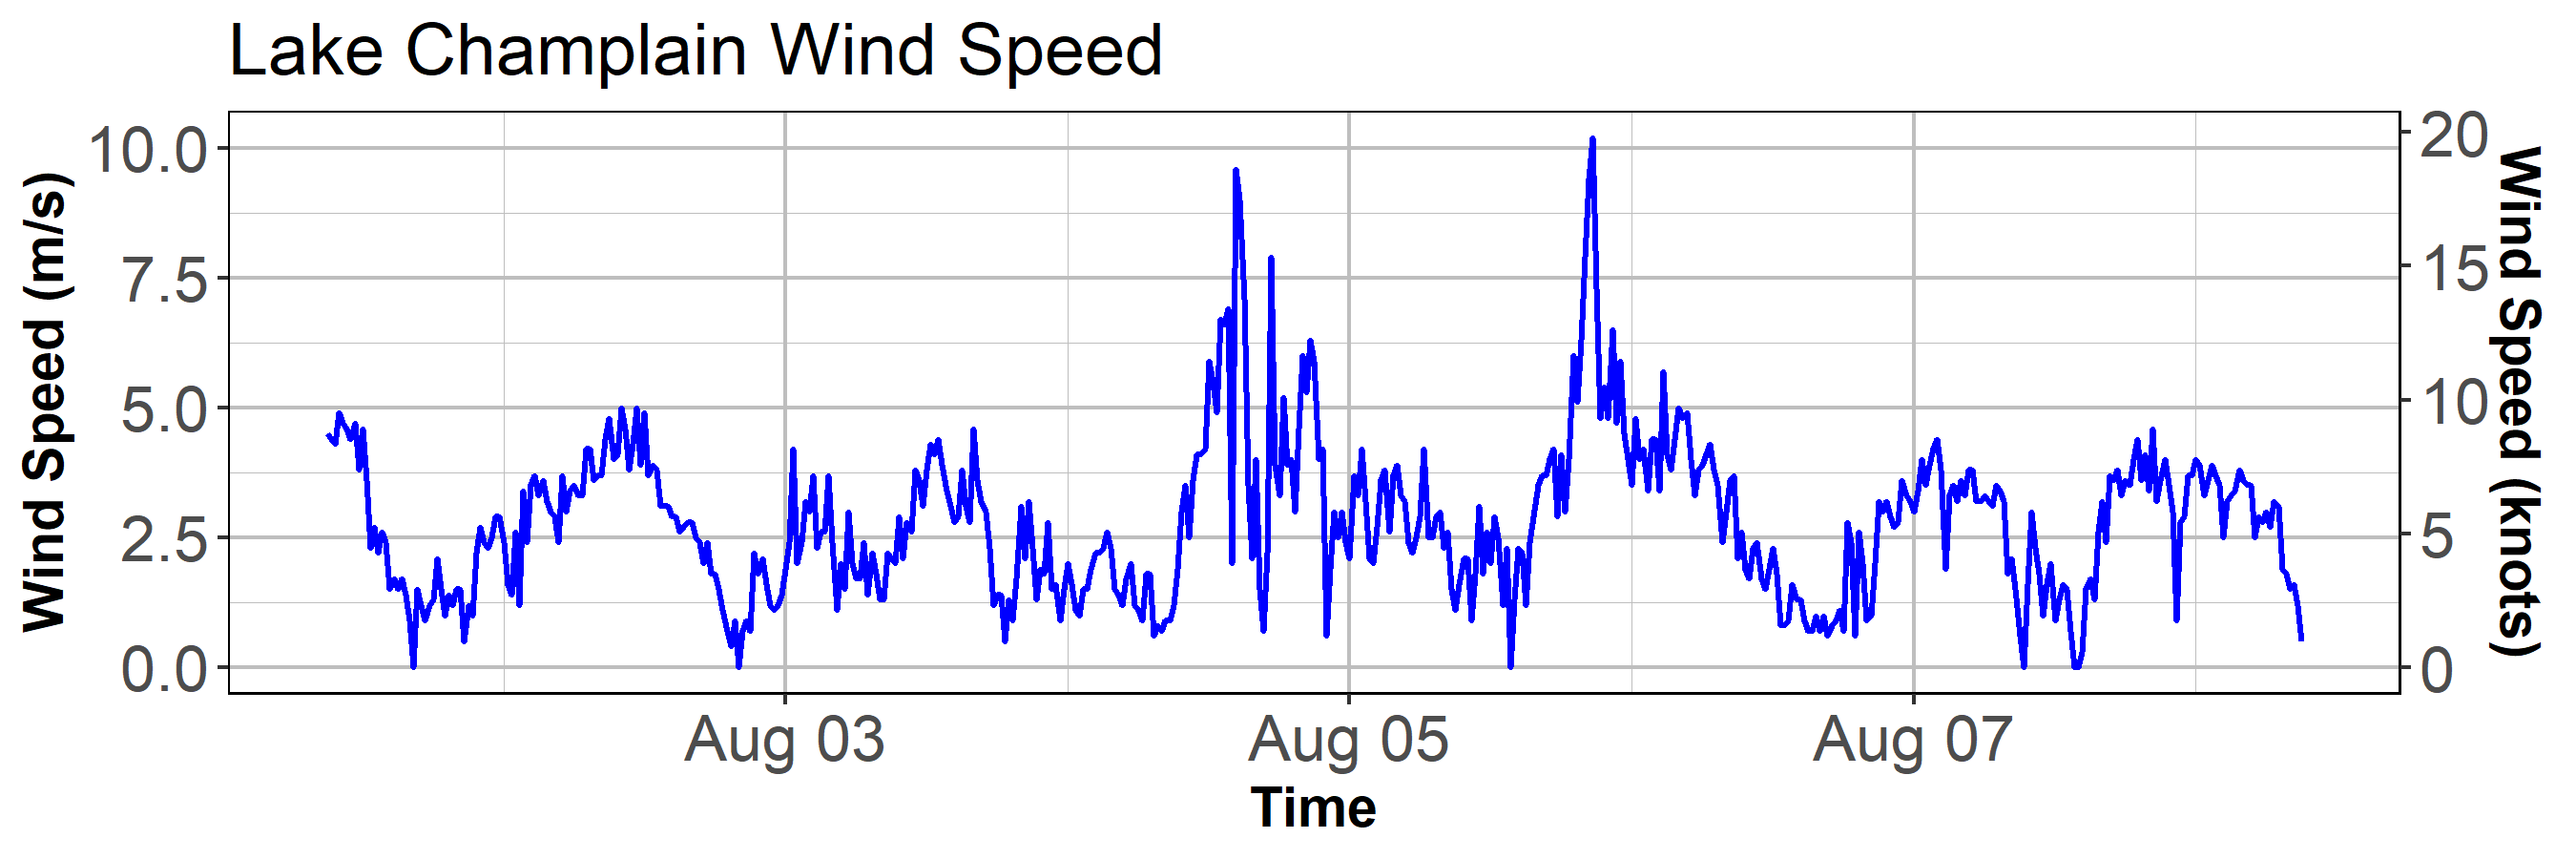 Lake Champlain Wind Speed
Wind Speed (m/s)
10.0
7.5
5.0
2.5
0.0
20
15
10
5
0
Wind Speed (knots)
Aug 03
Aug 05
Aug 07
Time